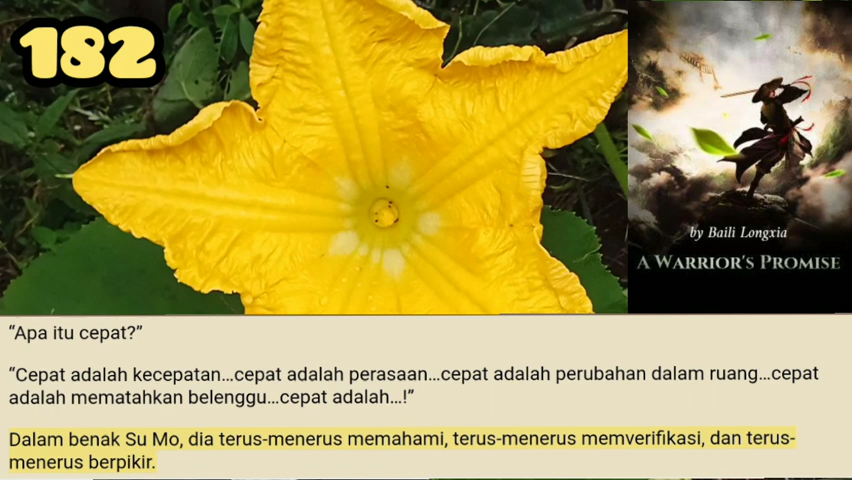 182
by Baili Longxia
A WARRIOR'S PROMISE
“Apa itu cepat?”
“Cepat adalah kecepatan...cepat adalah perasaan...cepat adalah perubahan dalam ruang...cepat
adalah mematahkan belenggu...cepat adalah...!”
Dalam benak Su Mo, dia terus-menerus memahami, terus-menerus memverifikasi, dan terus-
menerus berpikir.